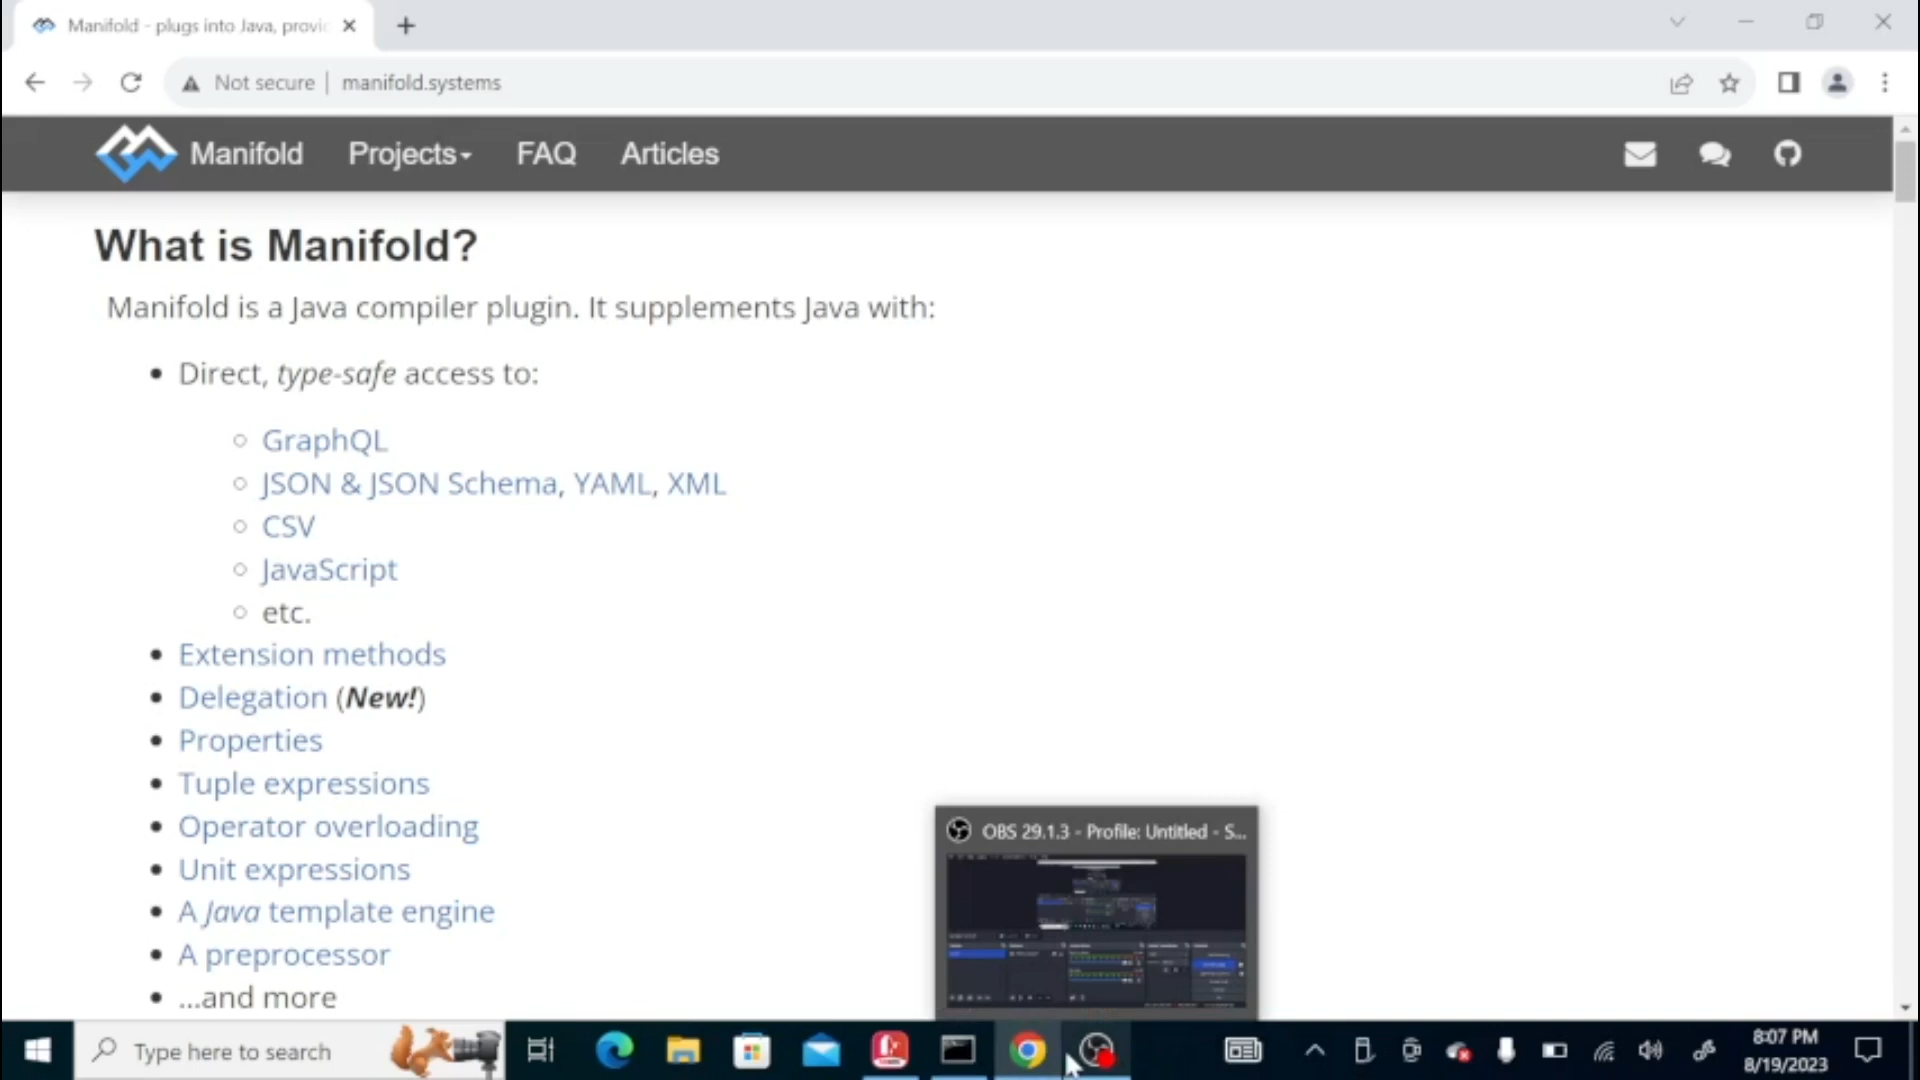 Manifold - plugs into Java, provi
Not secure | manifold.systems
Manifold Projects FAQ Articles
What is Manifold?
Manifold is a Java compiler plugin. It supplements Java with:
Direct, type-safe access to:
GraphQL
JSON & JSON Schema, YAML, XML
CSV
JavaScript
etc.
Extension methods
Delegation (New!)
Properties
Tuple expressions
Operator overloading
Unit expressions
A Java template engine
A preprocessor
...and more
OBS 29.1.3 - Profile: Untitled - S...
Type here to search
8:07 PM
8/19/2023